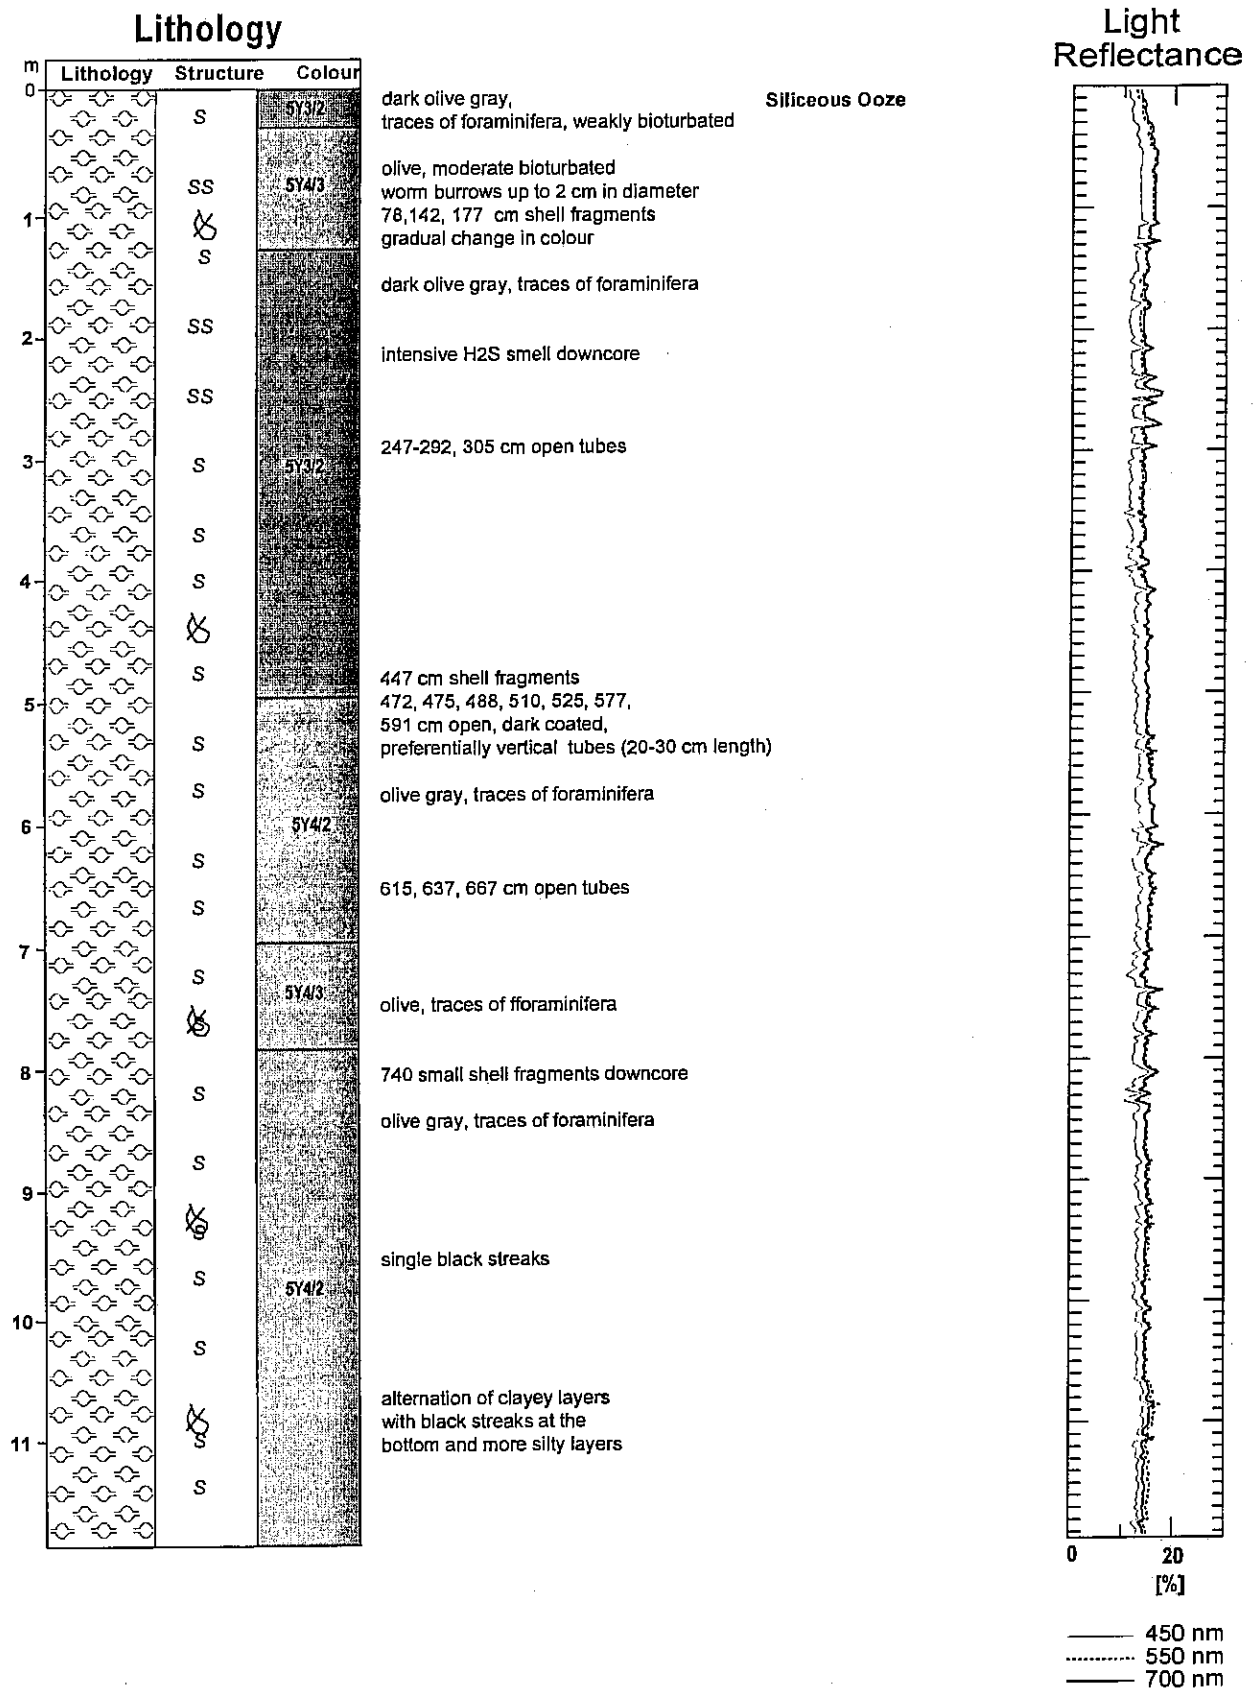 Lithology
Light
Reflectance
m
Lithology Structure Colour
0
5Y3/2
dark olive gray,
Siliceous Ooze
S
traces of foraminifera, weakly bioturbated
olive, moderate bioturbated
SS
5Y4/3
worm burrows up to 2 cm in diameter
1
78,142, 177 cm shell fragments
gradual change in colour
S
dark olive gray, traces of foraminifera
SS
2
intensive H2S smell downcore
SS
247-292, 305 cm open tubes
3
S
5Y3/2
S
4
S
S
447 cm shell fragments
5
472, 475, 488, 510, 525, 577,
591 cm open, dark coated,
S
preferentially vertical tubes (20-30 cm length)
S
olive gray, traces of foraminifera
6
5Y4/2
S
615, 637, 667 cm open tubes
S
7
S
5Y4/3
olive, traces of fforaminifera
S
8
740 small shell fragments downcore
S
olive gray, traces of foraminifera
S
9
S
single black streaks
S
5Y4/2
10
S
alternation of clayey layers
with black streaks at the
11
S
bottom and more silty layers
S
0
20
[%]
450 nm
550 nm
700 nm